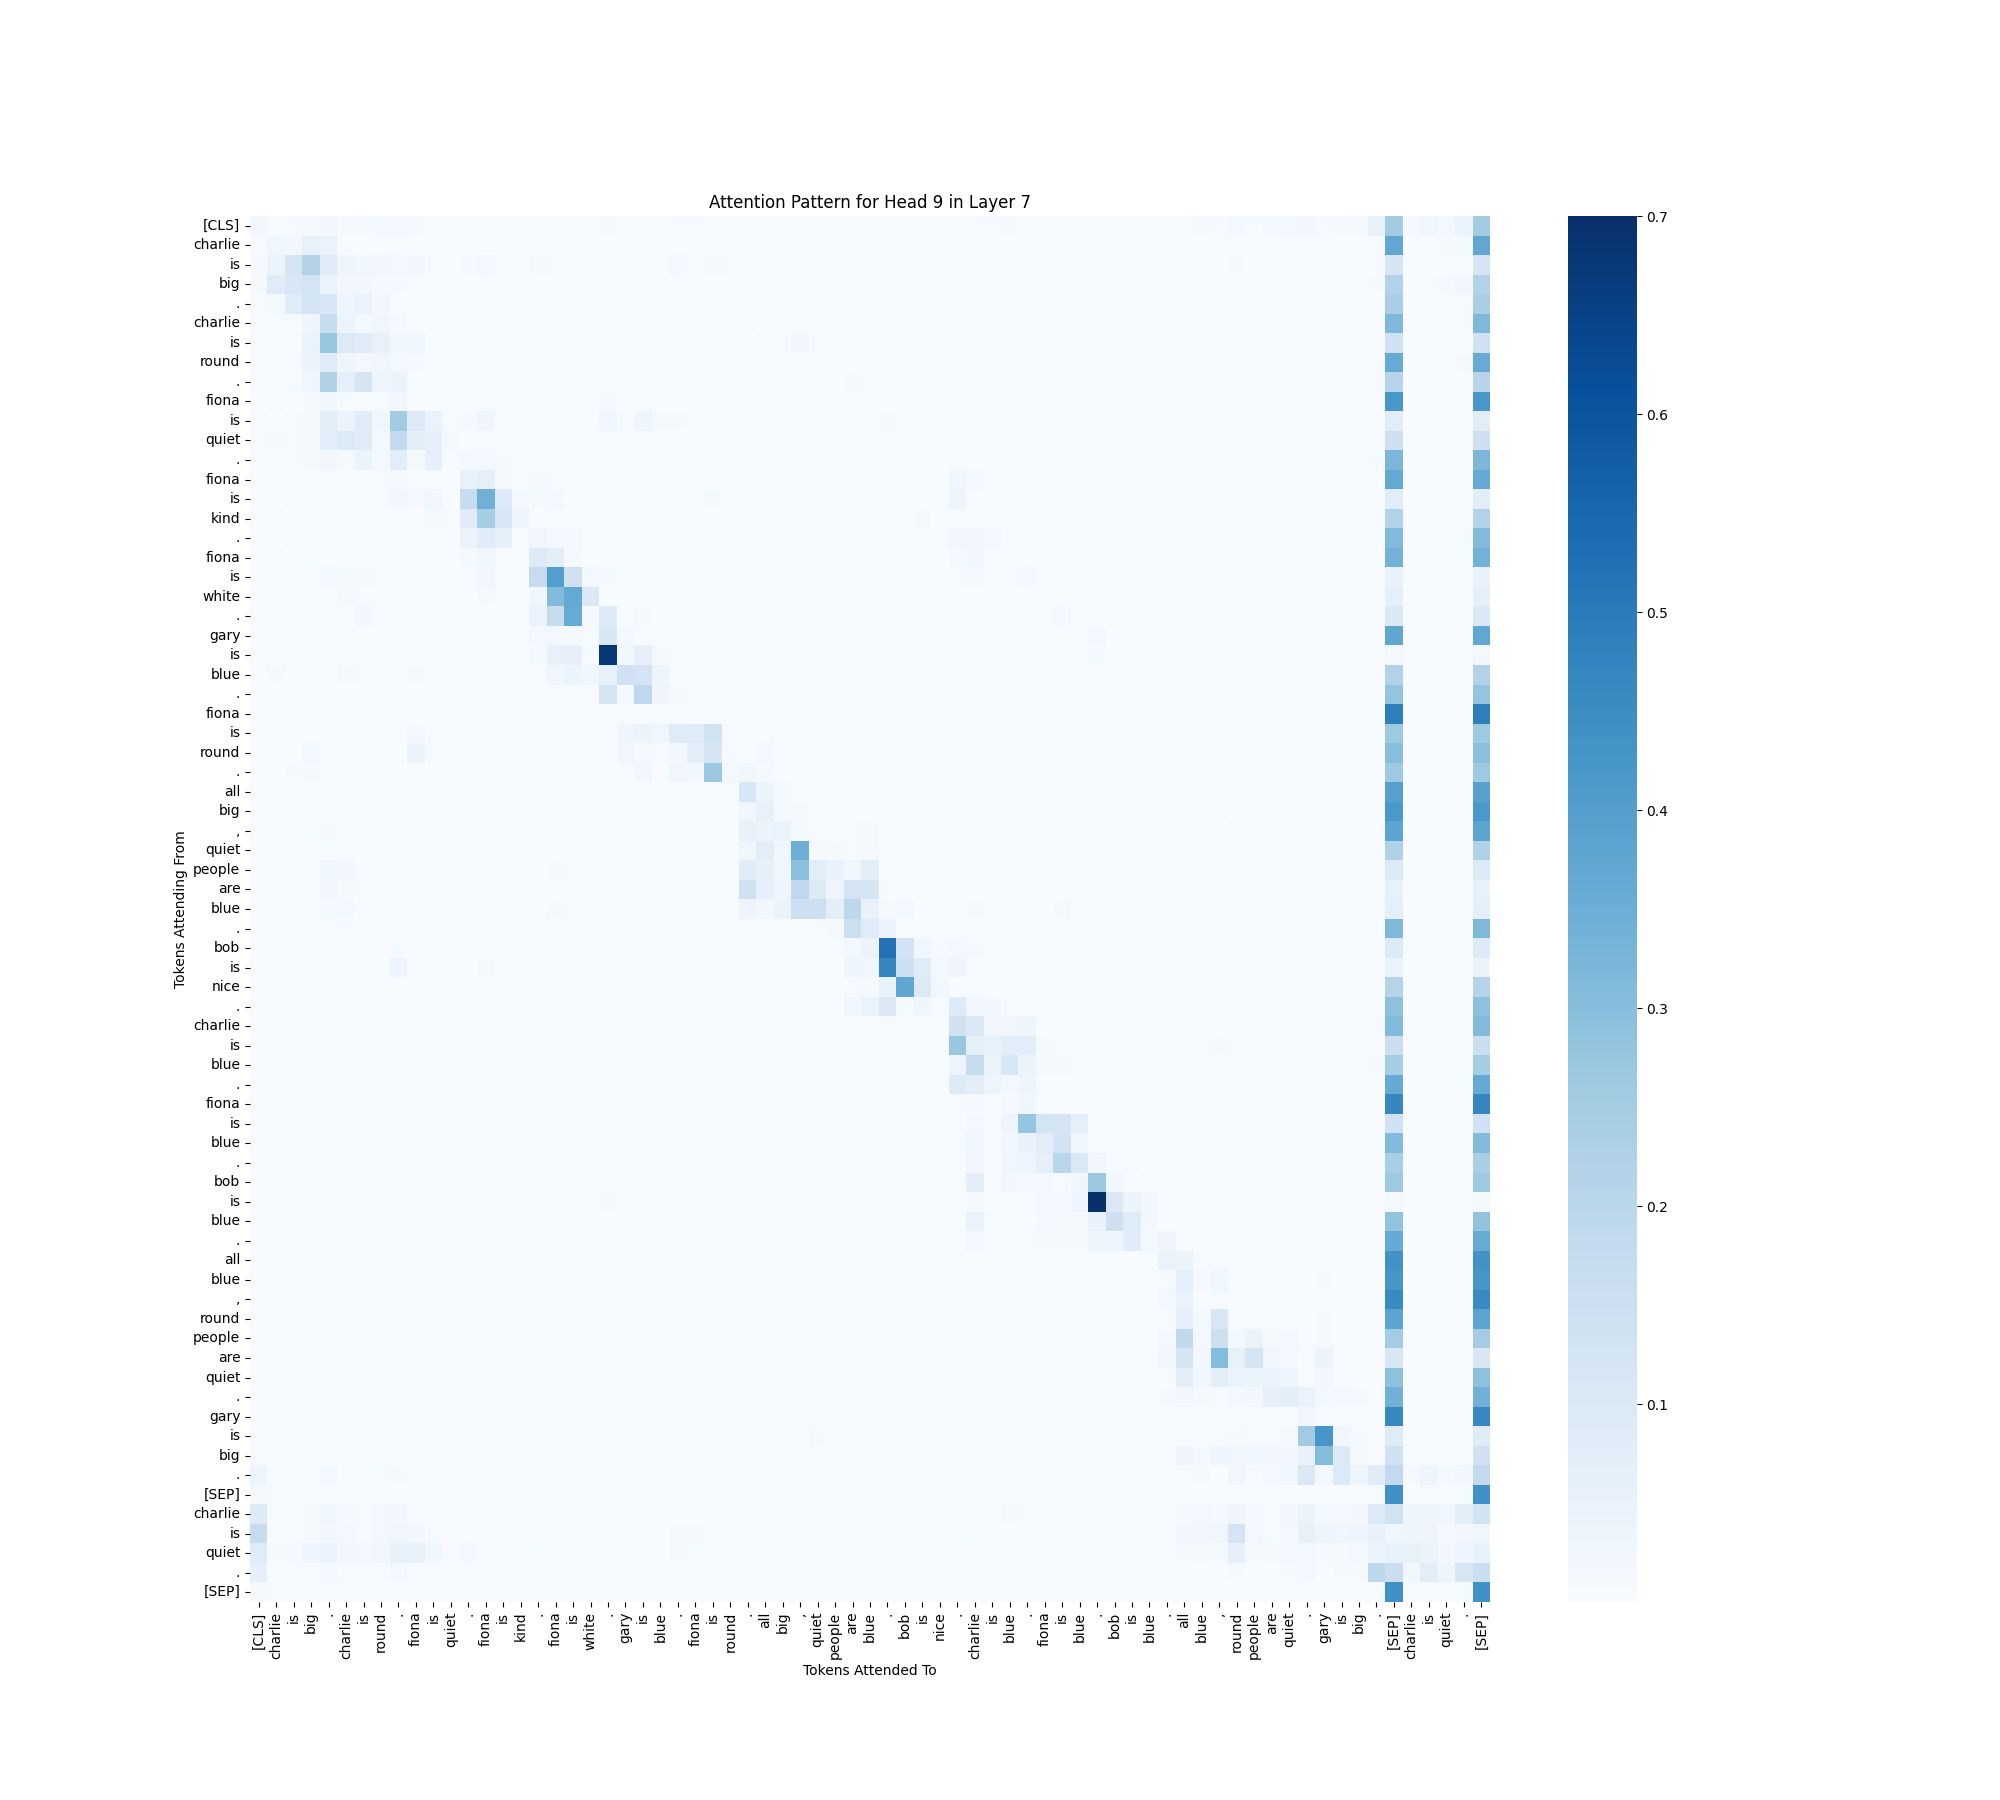 Attention Pattern for Head 9 in Layer 7
[CLS]
charlie
is
big
.
charlie
is
round
.
fiona
is
quiet
.
fiona
is
kind
.
fiona
is
white
.
gary
is
blue
.
fiona
is
round
.
all
big
,
quiet
people
are
blue
.
bob
is
nice
.
charlie
is
blue
.
fiona
is
blue
.
bob
is
blue
.
all
blue
,
round
people
are
quiet
.
gary
is
big
.
[SEP]
charlie
is
quiet
.
[SEP]
Tokens Attending From
[CLS] charlie is big . charlie is round . fiona is quiet . fiona is kind . fiona is white . gary is blue . fiona is round . all big , quiet people are blue . bob is nice . charlie is blue . fiona is blue . bob is blue . all blue , round people are quiet . gary is big . [SEP] charlie is quiet . [SEP]
Tokens Attended To
0.7
0.6
0.5
0.4
0.3
0.2
0.1